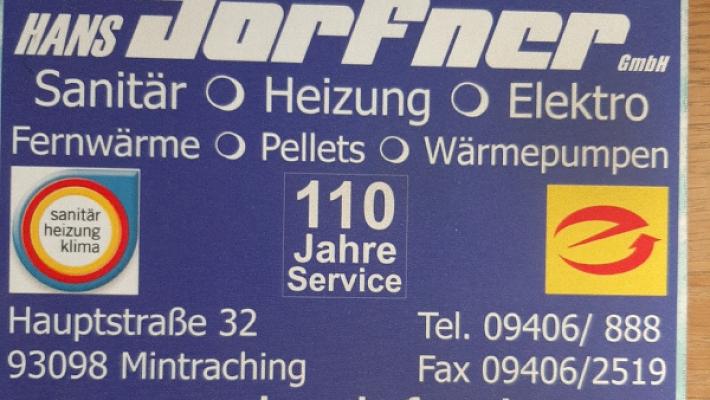 HANS Jorfner GmbH
Sanitär O Heizung O Elektro
Fernwärme O Pellets O Wärmepumpen
sanitär
heizung
klima
110
Jahre
Service
Hauptstraße 32
93098 Mintraching
Tel. 09406/ 888
Fax 09406/2519